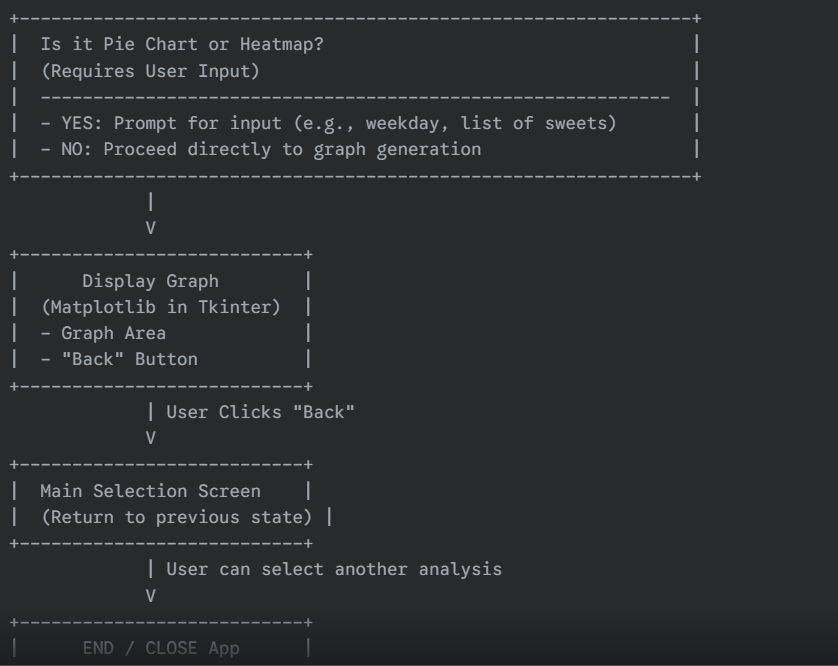 +----------------------------------------------------------------+
|  Is it Pie Chart or Heatmap?                                   |
|  (Requires User Input)                                         |
|  ------------------------------------------------------------  |
|  - YES: Prompt for input (e.g., weekday, list of sweets)       |
|  - NO: Proceed directly to graph generation                    |
+----------------------------------------------------------------+
             |
             V
+---------------------------+
|      Display Graph        |
|  (Matplotlib in Tkinter)  |
|  - Graph Area             |
|  - "Back" Button          |
+---------------------------+
             | User Clicks "Back"
             V
+---------------------------+
|  Main Selection Screen    |
|  (Return to previous state) |
+---------------------------+
             | User can select another analysis
             V
+---------------------------+
|      END / CLOSE App      |